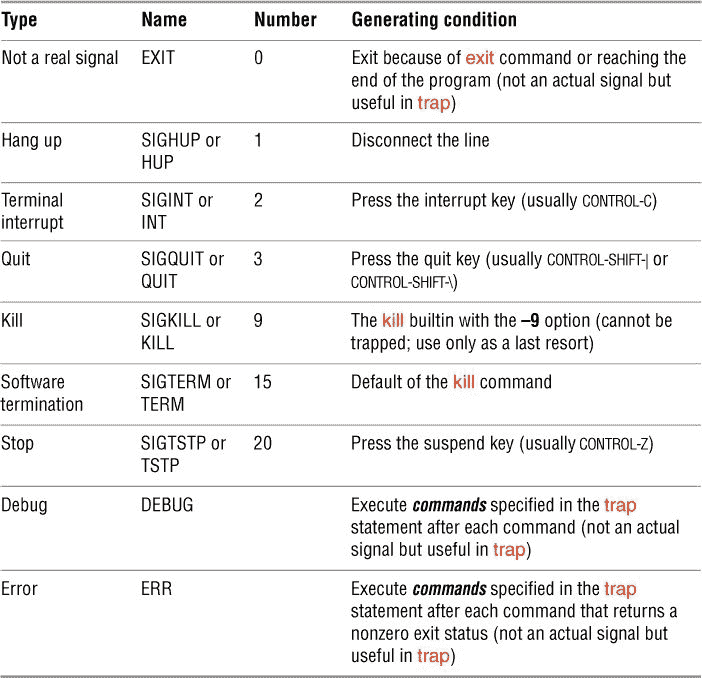 Type Name Number Generating condition
Not a real signal EXIT 0 Exit because of exit command or reaching the
end of the program (not an actual signal but
useful in trap)
Hang up SIGHUP or 1 Disconnect the line
HUP
Terminal SIGINT or 2 Press the interrupt key (usually CONTROL-C)
interrupt INT
Quit SIGQUIT or 3 Press the quit key (usually CONTROL-SHIFT-| or
QUIT CONTROL-SHIFT-\)
Kill SIGKILL or 9 The kill builtin with the –9 option (cannot be
KILL trapped; use only as a last resort)
Software SIGTERM or 15 Default of the kill command
termination TERM
Stop SIGTSTP or 20 Press the suspend key (usually CONTROL-Z)
TSTP
Debug DEBUG Execute commands specified in the trap
statement after each command (not an actual
signal but useful in trap)
Error ERR Execute commands specified in the trap
statement after each command that returns a
nonzero exit status (not an actual signal but
useful in trap)